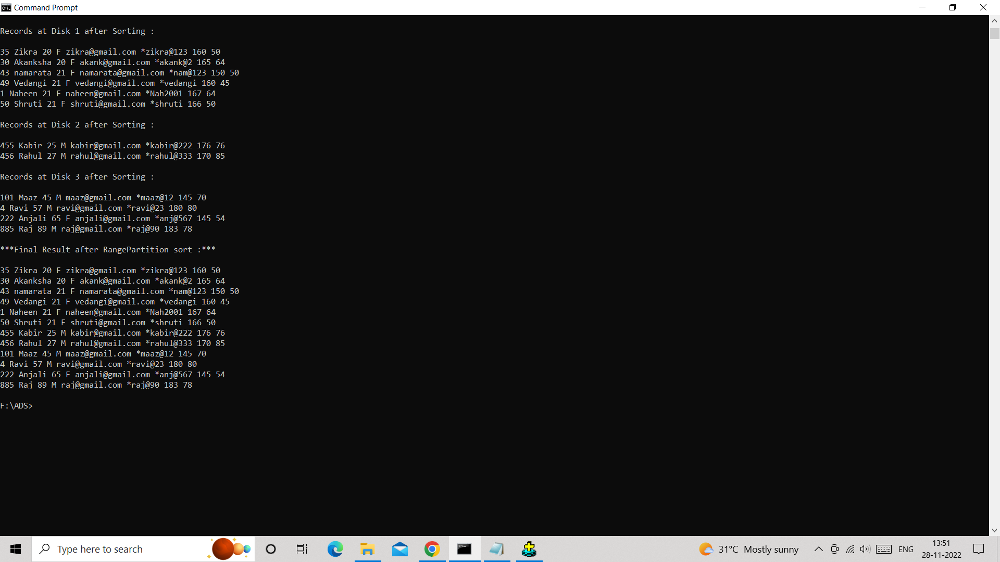 Command Prompt
Records at Disk 1 after Sorting :
35 Zikra 20 F zikra@gmail.com *zikra@123 160 50
30 Akanksha 20 F akank@gmail.com *akank@2 165 64
43 namarata 21 F namarata@gmail.com *nam@123 150 50
49 Vedangi 21 F vedangi@gmail.com *vedangi 160 45
1 Naheen 21 F naheen@gmail.com *Nah2001 167 64
50 Shruti 21 F shruti@gmail.com *shruti 166 50
Records at Disk 2 after Sorting :
455 Kabir 25 M kabir@gmail.com *kabir@222 176 76
456 Rahul 27 M rahul@gmail.com *rahul@333 170 85
Records at Disk 3 after Sorting :
101 Maaz 45 M maaz@gmail.com *maaz@12 145 70
4 Ravi 57 M ravi@gmail.com *ravi@23 180 80
222 Anjali 65 F anjali@gmail.com *anj@567 145 54
885 Raj 89 M raj@gmail.com *raj@90 183 78
***Final Result after RangePartition sort :***
35 Zikra 20 F zikra@gmail.com *zikra@123 160 50
30 Akanksha 20 F akank@gmail.com *akank@2 165 64
43 namarata 21 F namarata@gmail.com *nam@123 150 50
49 Vedangi 21 F vedangi@gmail.com *vedangi 160 45
1 Naheen 21 F naheen@gmail.com *Nah2001 167 64
50 Shruti 21 F shruti@gmail.com *shruti 166 50
455 Kabir 25 M kabir@gmail.com *kabir@222 176 76
456 Rahul 27 M rahul@gmail.com *rahul@333 170 85
101 Maaz 45 M maaz@gmail.com *maaz@12 145 70
4 Ravi 57 M ravi@gmail.com *ravi@23 180 80
222 Anjali 65 F anjali@gmail.com *anj@567 145 54
885 Raj 89 M raj@gmail.com *raj@90 183 78
F:\ADS>
Type here to search
31°C Mostly sunny
ENG
13:51
28-11-2022